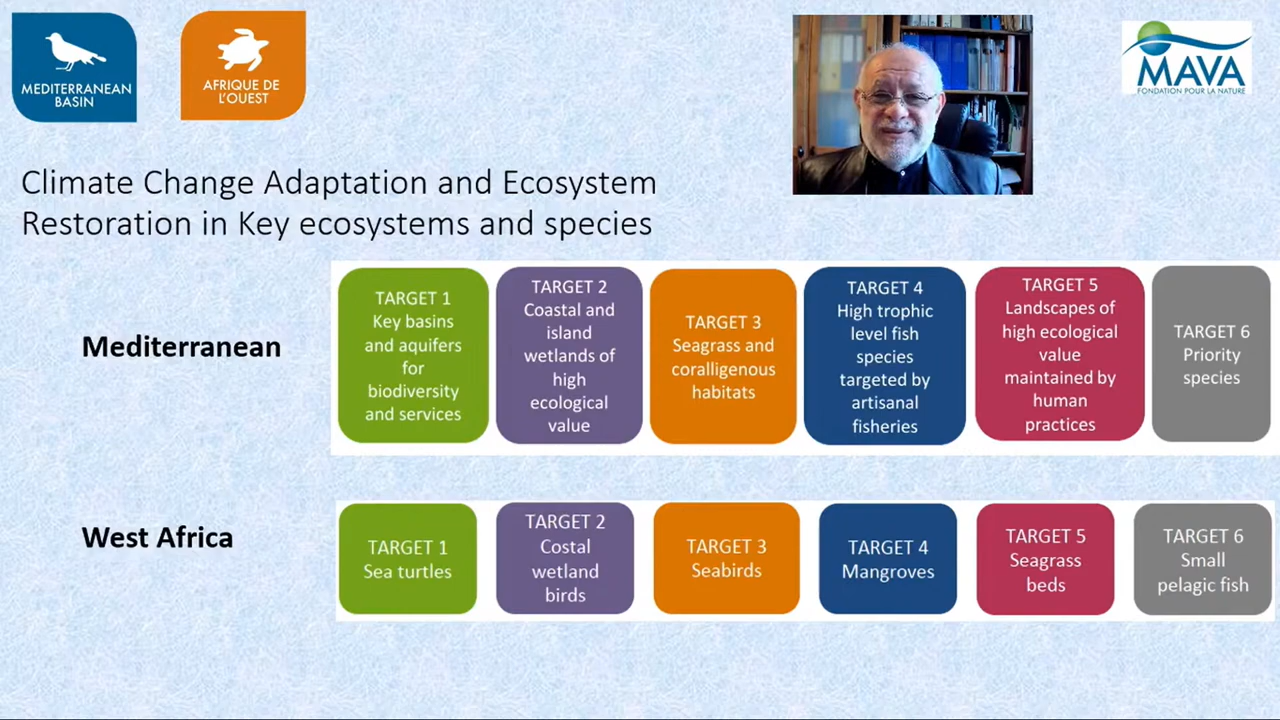 MEDITERRANEAN
BASIN
AFRIQUE DE
L'OUEST
MAVA
FONDATION POUR LA NATURE
Climate Change Adaptation and Ecosystem
Restoration in Key ecosystems and species
Mediterranean
TARGET 1
Key basins
and aquifers
for
biodiversity
and services
TARGET 2
Coastal and
island
wetlands of
high
ecological
value
TARGET 3
Seagrass and
coralligenous
habitats
TARGET 4
High trophic
level fish
species
targeted by
artisanal
fisheries
TARGET 5
Landscapes of
high ecological
value
maintained by
human
practices
TARGET 6
Priority
species
West Africa
TARGET 1
Sea turtles
TARGET 2
Costal
wetland
birds
TARGET 3
Seabirds
TARGET 4
Mangroves
TARGET 5
Seagrass
beds
TARGET 6
Small
pelagic fish